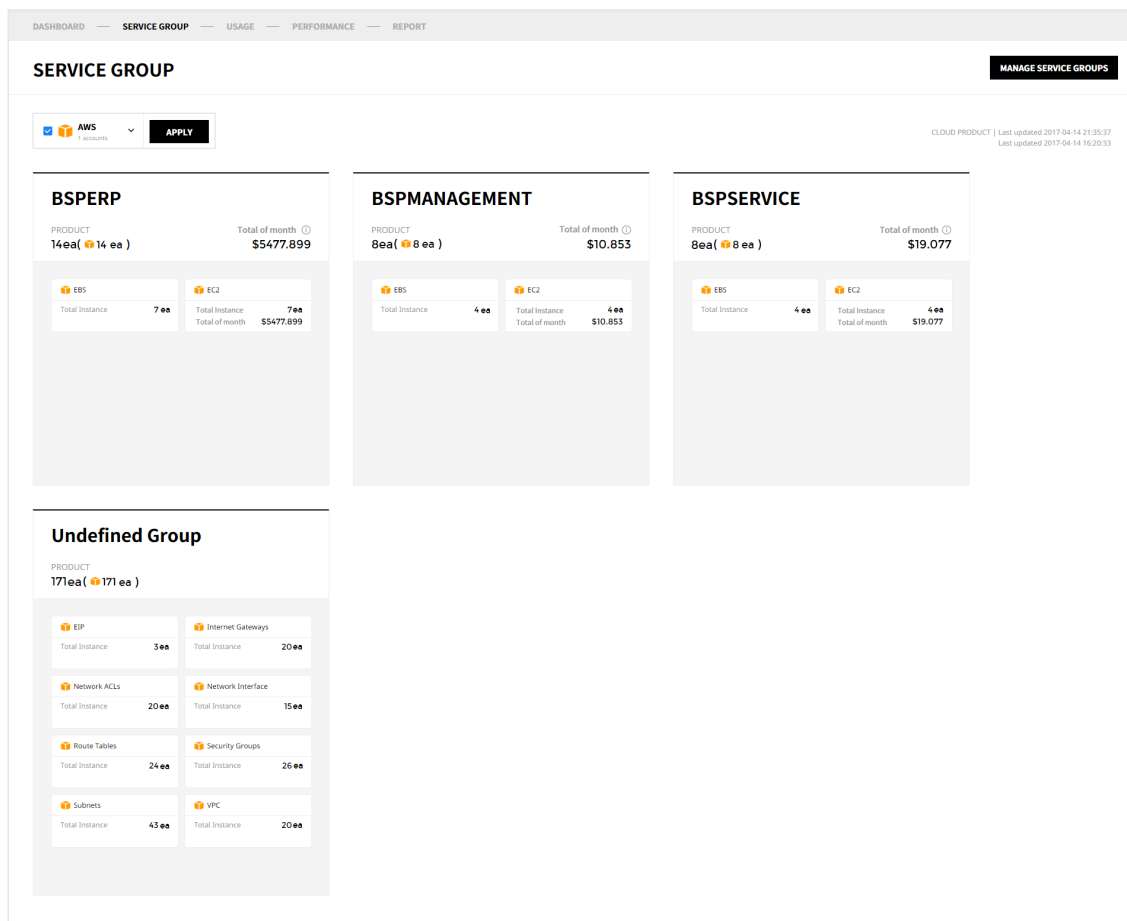 DASHBOARD — SERVICE GROUP — USAGE — PERFORMANCE — REPORT
SERVICE GROUP
MANAGE SERVICE GROUPS
AWS
1 accounts
APPLY
CLOUD PRODUCT | Last updated 2017-04-14 21:35:37
Last updated 2017-04-14 16:20:33
BSPERP
PRODUCT Total of month
14ea( 14 ea ) $5477.899
EBS
Total Instance 7 ea
EC2
Total Instance 7 ea
Total of month $5477.899
BSPMANAGEMENT
PRODUCT Total of month
8ea( 8 ea ) $10.853
EBS
Total Instance 4 ea
EC2
Total Instance 4 ea
Total of month $10.853
BSPSERVICE
PRODUCT Total of month
8ea( 8 ea ) $19.077
EBS
Total Instance 4 ea
EC2
Total Instance 4 ea
Total of month $19.077
Undefined Group
PRODUCT
171ea( 171 ea )
EIP
Total Instance 3 ea
Internet Gateways
Total Instance 20 ea
Network ACLs
Total Instance 20 ea
Network Interface
Total Instance 15 ea
Route Tables
Total Instance 24 ea
Security Groups
Total Instance 26 ea
Subnets
Total Instance 43 ea
VPC
Total Instance 20 ea